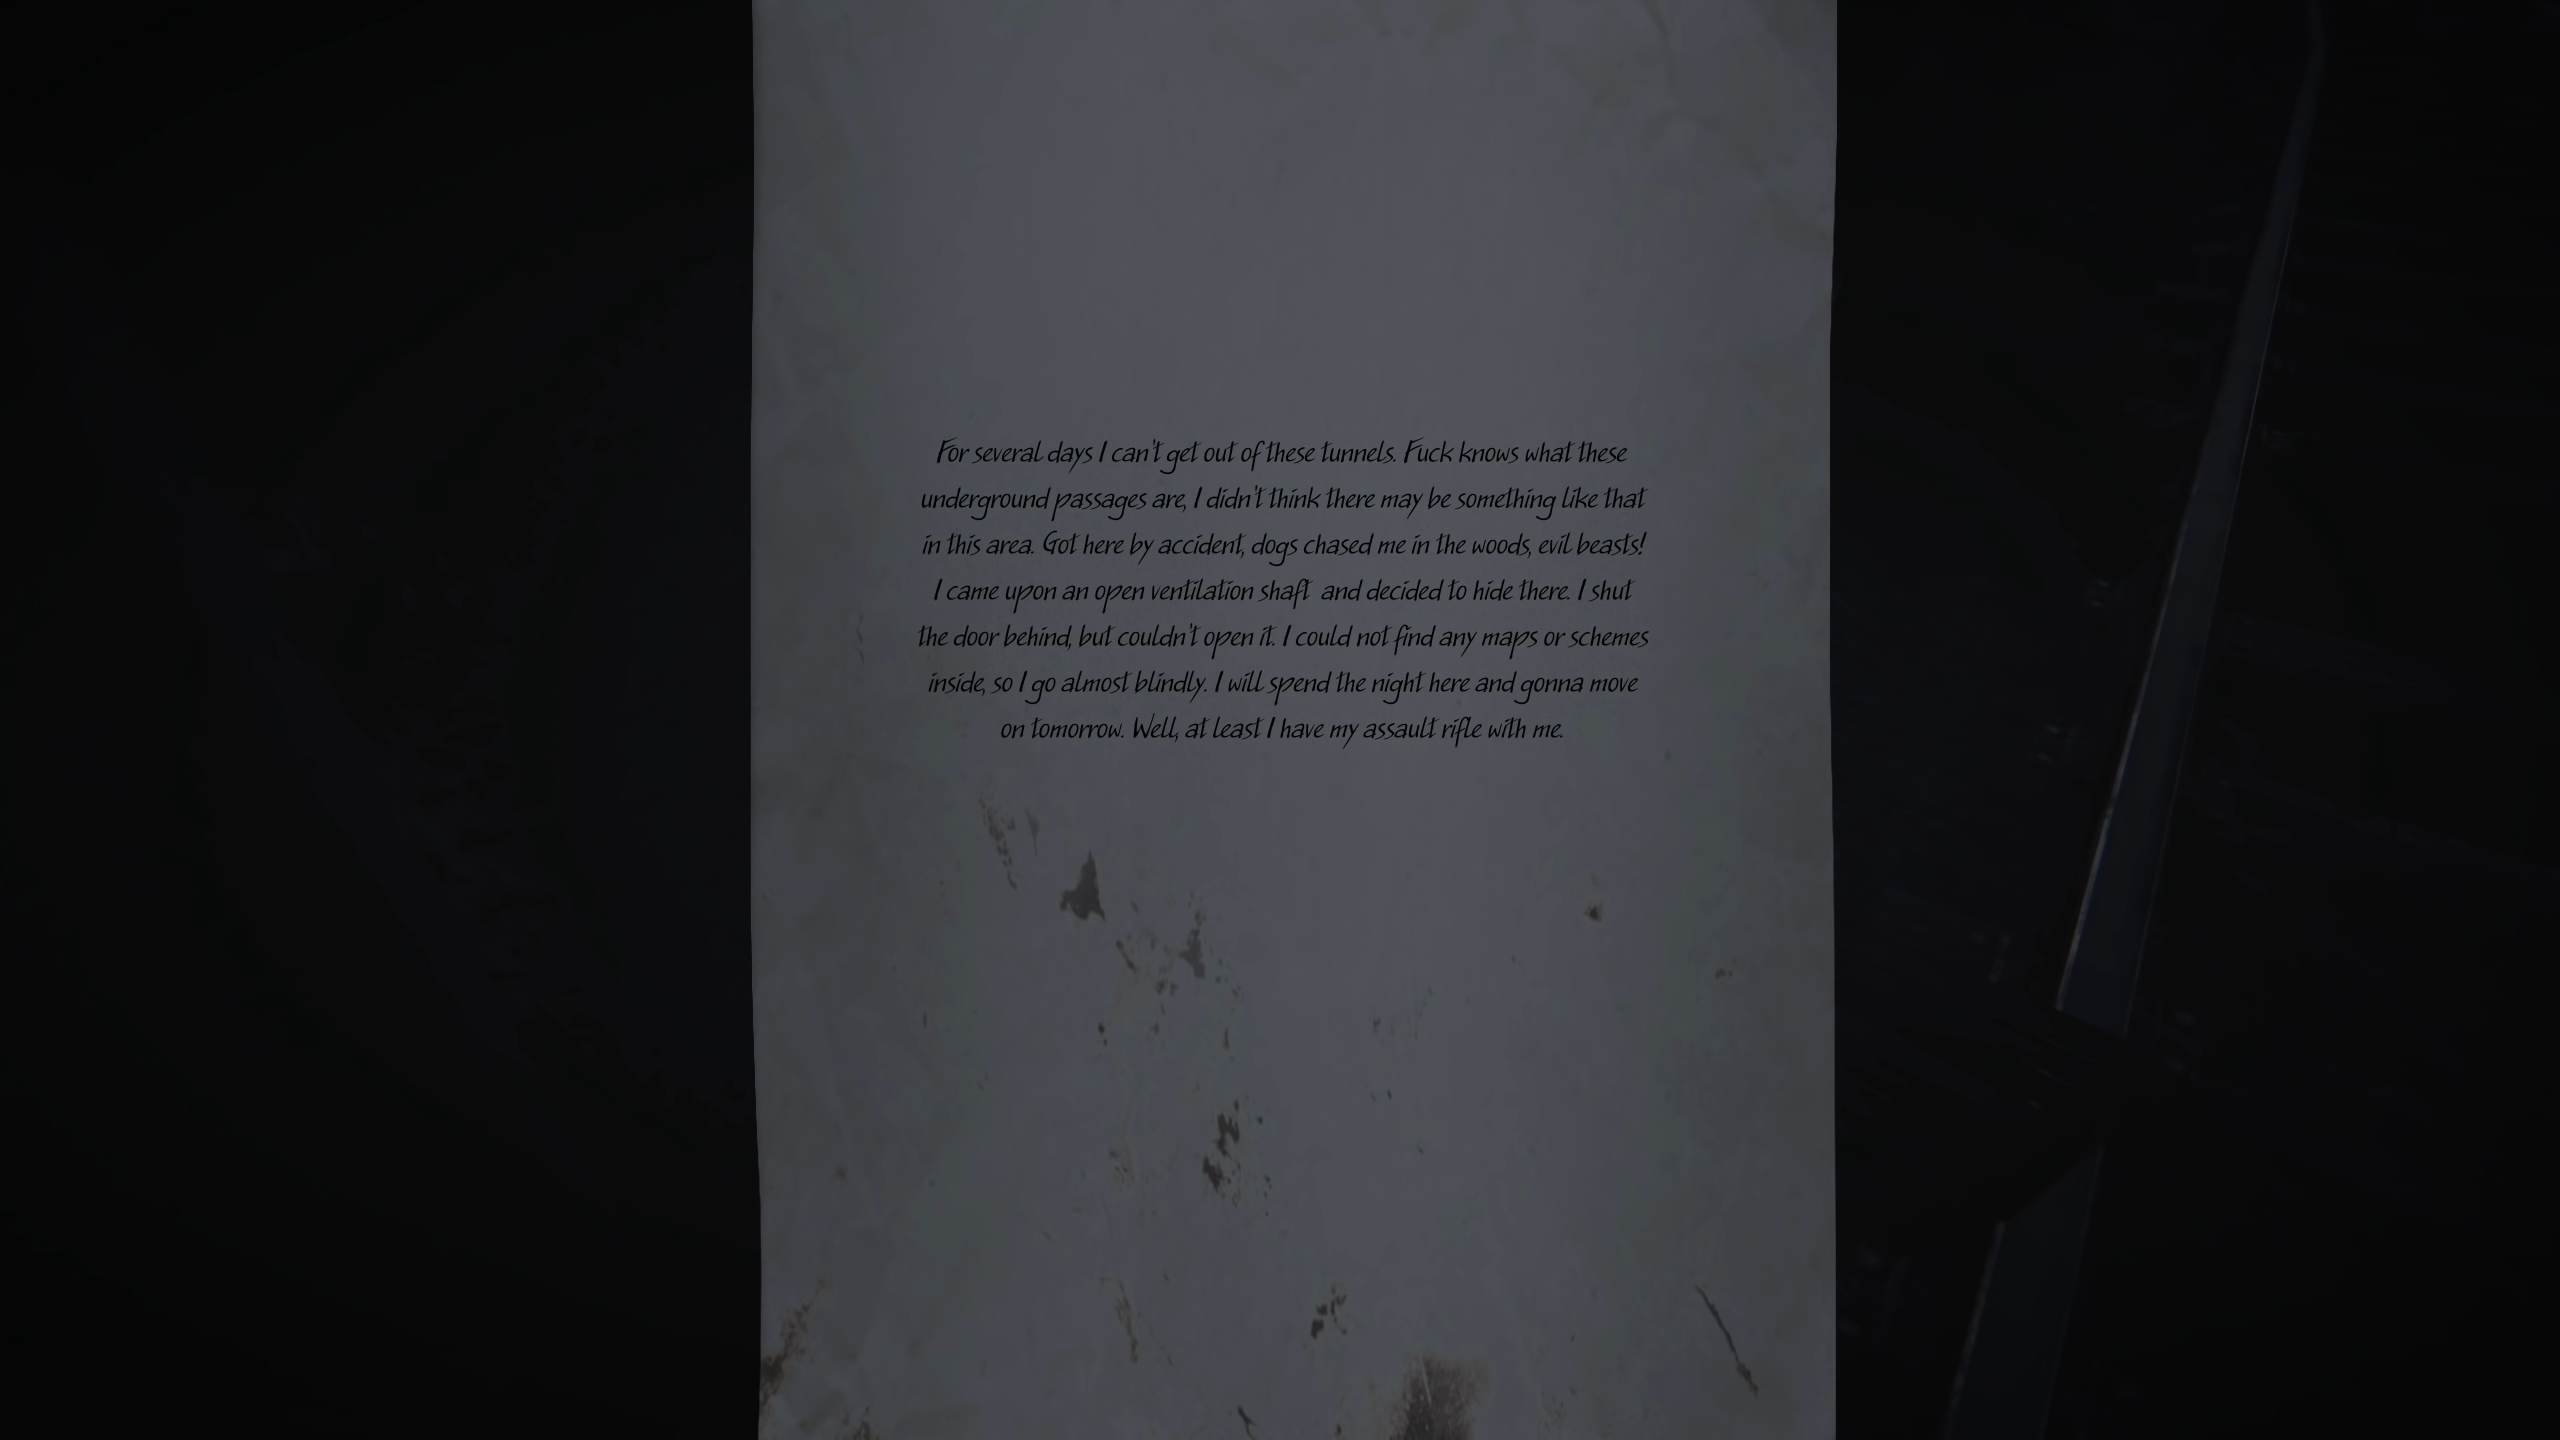 For several days I can't get out of these tunnels. Fuck knows what these
underground passages are, I didn't think there may be something like that
in this area. Got here by accident, dogs chased me in the woods, evil beasts!
I came upon an open ventilation shaft  and decided to hide there. I shut
the door behind, but couldn't open it. I could not find any maps or schemes
inside, so I go almost blindly. I will spend the night here and gonna move
on tomorrow. Well, at least I have my assault rifle with me.